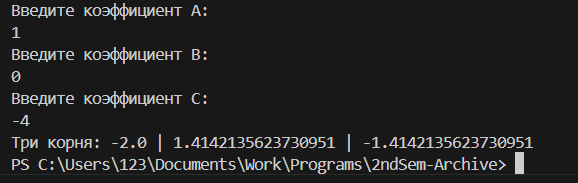 Введите коэффициент А:
1
Введите коэффициент B:
0
Введите коэффициент C:
-4
Три корня: -2.0 | 1.4142135623730951 | -1.4142135623730951
PS C:\Users\123\Documents\Work\Programs\2ndSem-Archive>